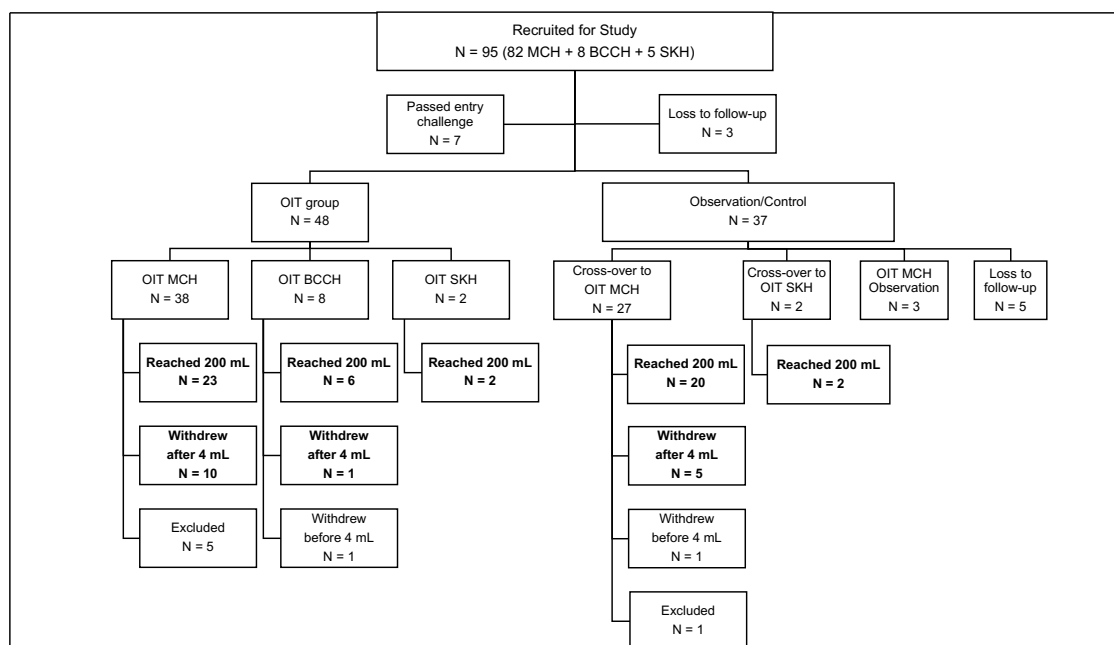 Recruited for Study
N = 95 (82 MCH + 8 BCCH + 5 SKH)
Passed entry
challenge
N = 7
Loss to follow-up
N = 3
OIT group
N = 48
Observation/Control
N = 37
OIT MCH
N = 38
OIT BCCH
N = 8
OIT SKH
N = 2
Cross-over to
OIT MCH
N = 27
Cross-over to
OIT SKH
N = 2
OIT MCH
Observation
N = 3
Loss to
follow-up
N = 5
Reached 200 mL
N = 23
Reached 200 mL
N = 6
Reached 200 mL
N = 2
Reached 200 mL
N = 20
Reached 200 mL
N = 2
Withdrew
after 4 mL
N = 10
Withdrew
after 4 mL
N = 1
Withdrew
after 4 mL
N = 5
Excluded
N = 5
Withdrew
before 4 mL
N = 1
Withdrew
before 4 mL
N = 1
Excluded
N = 1